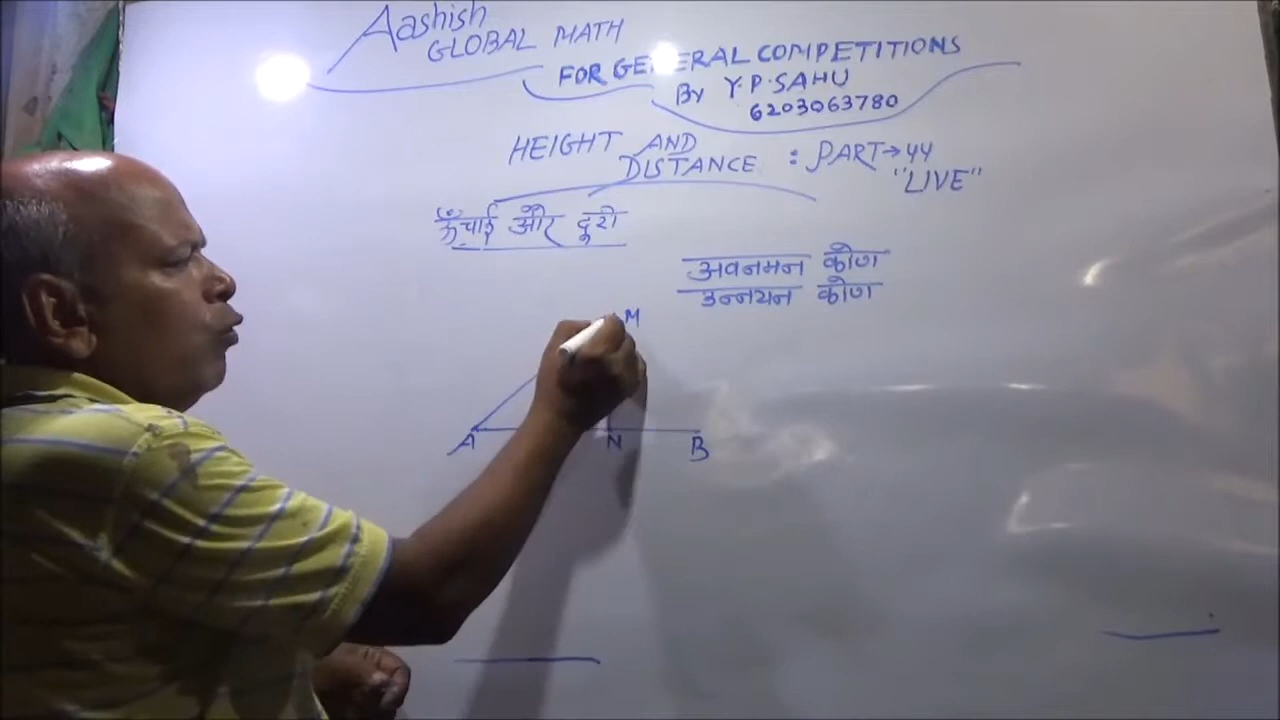 Aashish
GLOBAL MATH
FOR GENERAL COMPETITIONS
By Y.P.SAHU
6203063780
HEIGHT AND
DISTANCE : PART→44
"LIVE"
ऊँचाई और दूरी
अवनमन कोण
उन्नयन कोण
M
A N B